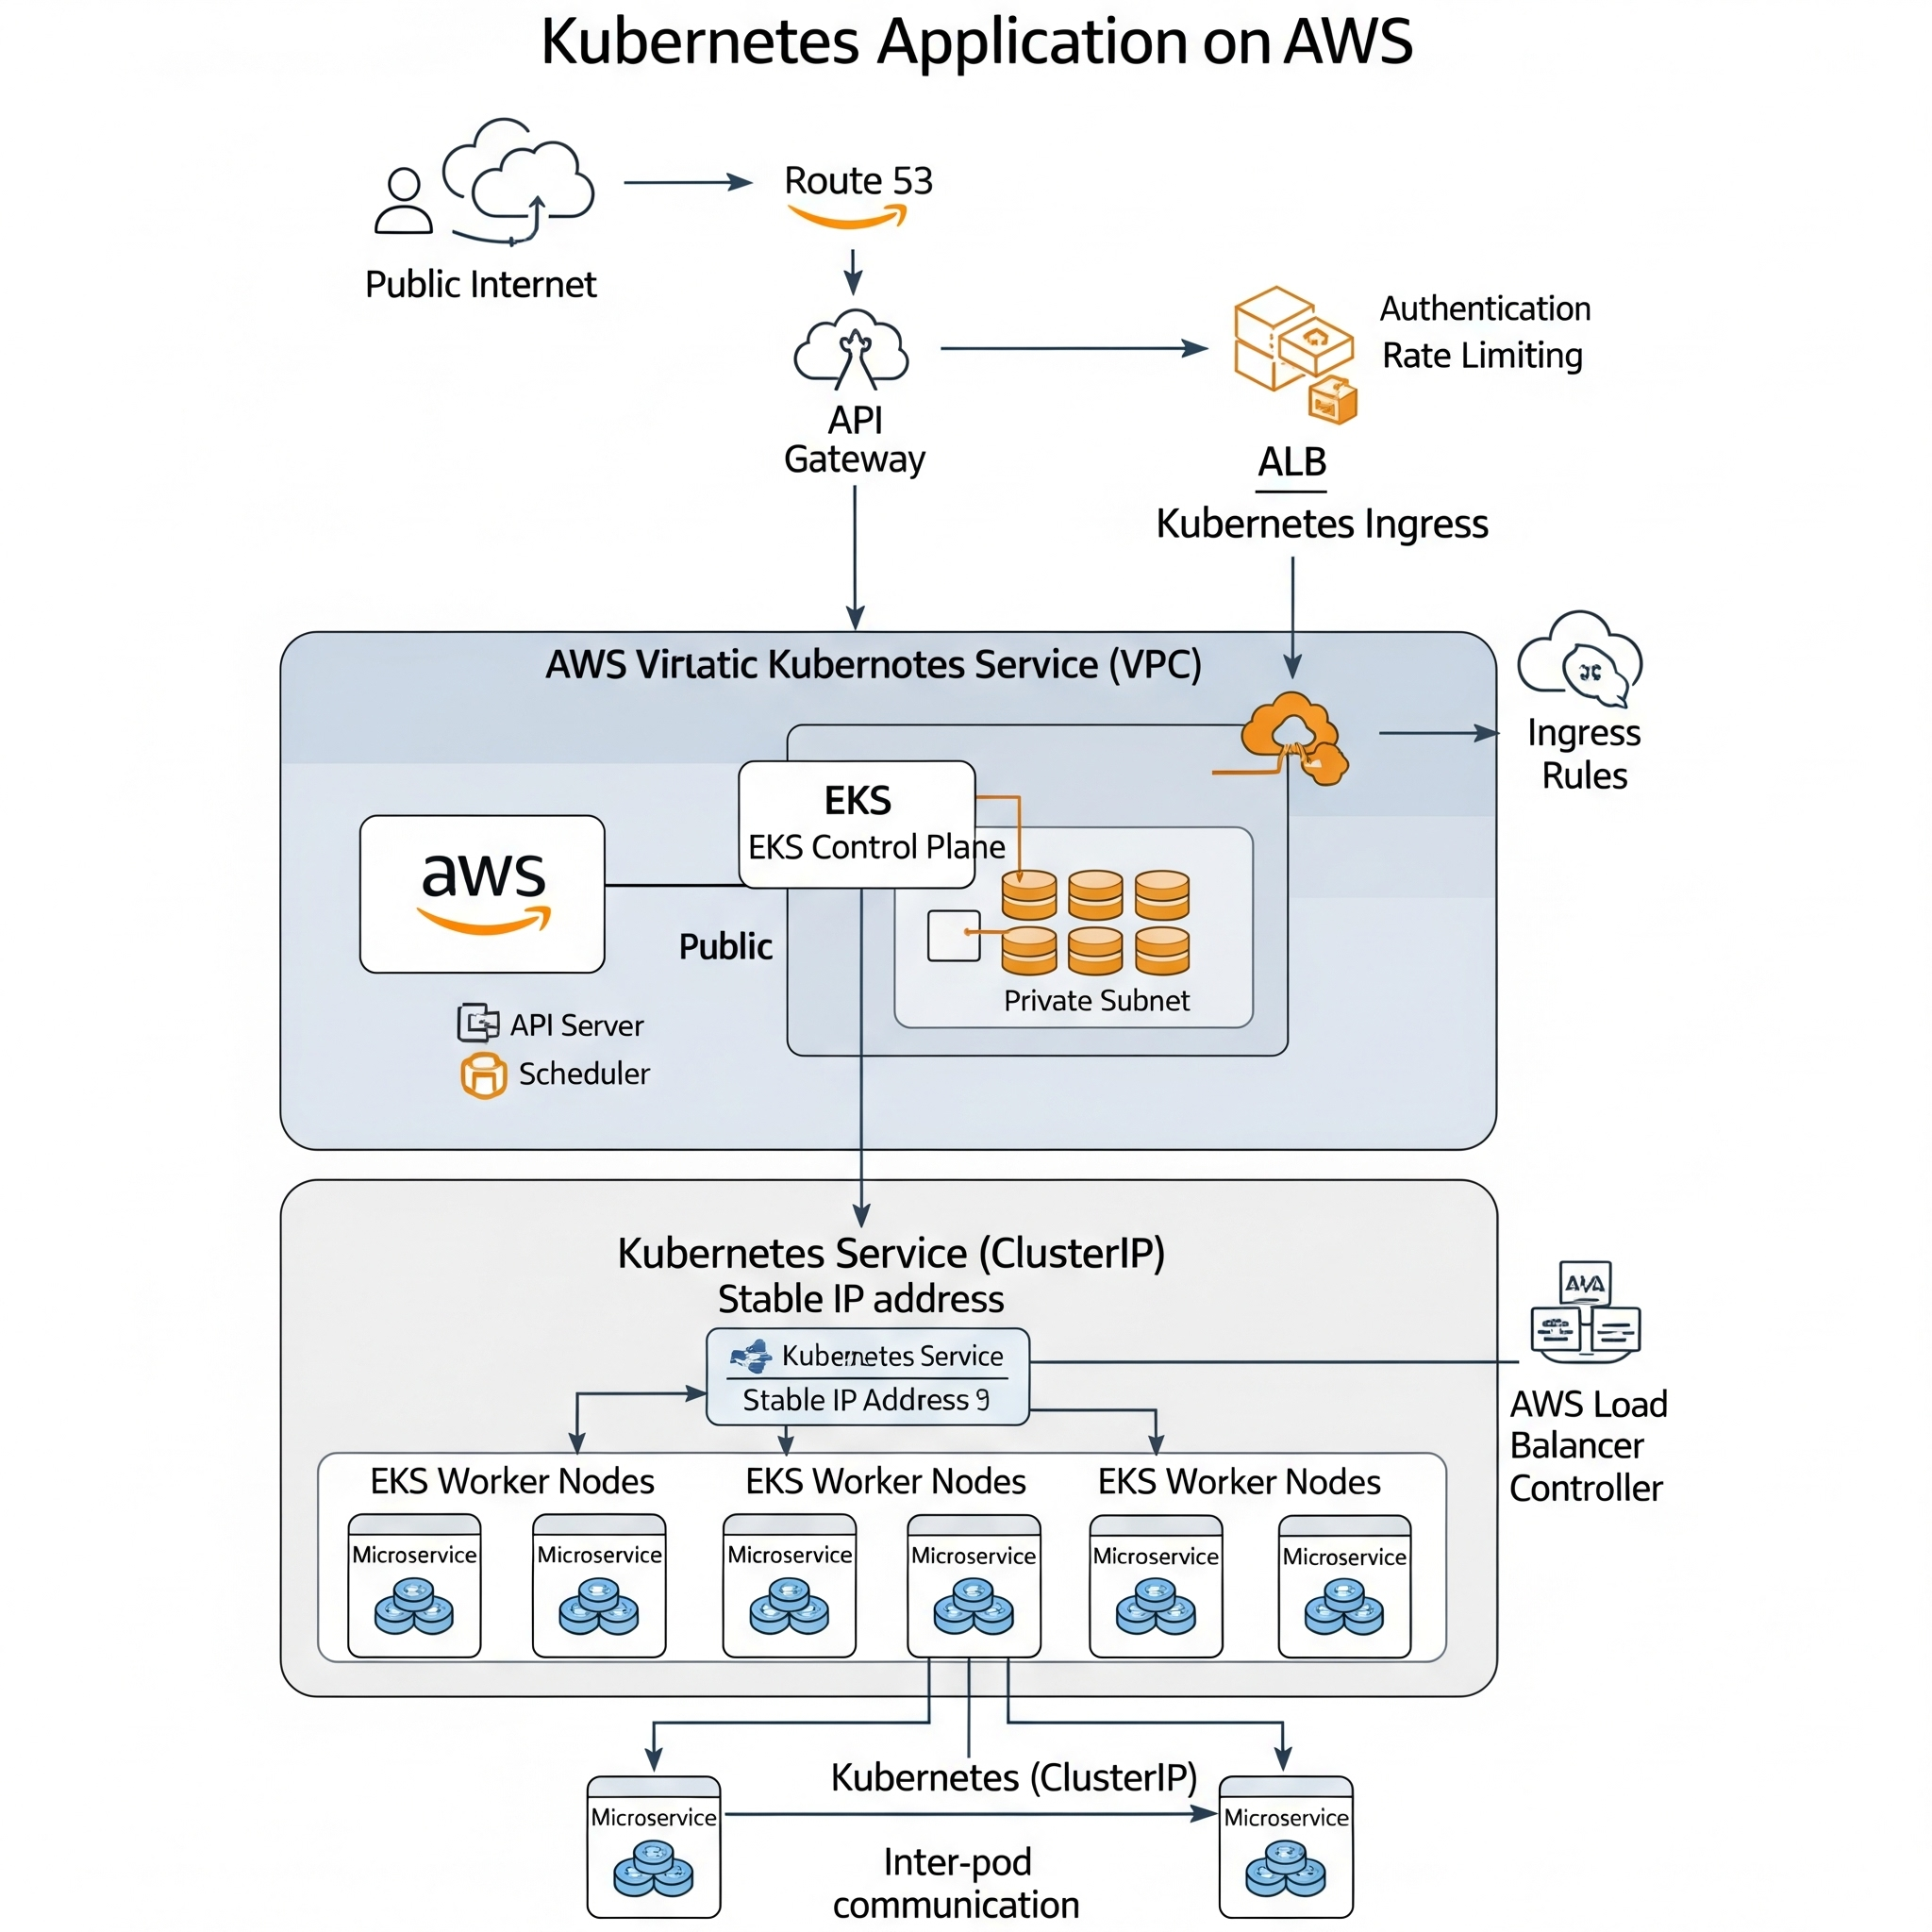 Kubernetes Application on AWS
Route 53
Public Internet
Authentication
Rate Limiting
API
Gateway
ALB
Kubernetes Ingress
AWS Virtatic Kubernotes Service (VPC)
Ingress
Rules
EKS
EKS Control Plane
aws
Public
Private Subnet
API Server
Scheduler
Kubernetes Service (ClusterIP)
Stable IP address
Kubernetes Service
Stable IP Address 9
AWS Load
Balancer
Controller
EKS Worker Nodes
EKS Worker Nodes
EKS Worker Nodes
Microservice
Microservice
Microservice
Microservice
Microservice
Microservice
Kubernetes (ClusterIP)
Microservice
Microservice
Inter-pod
communication